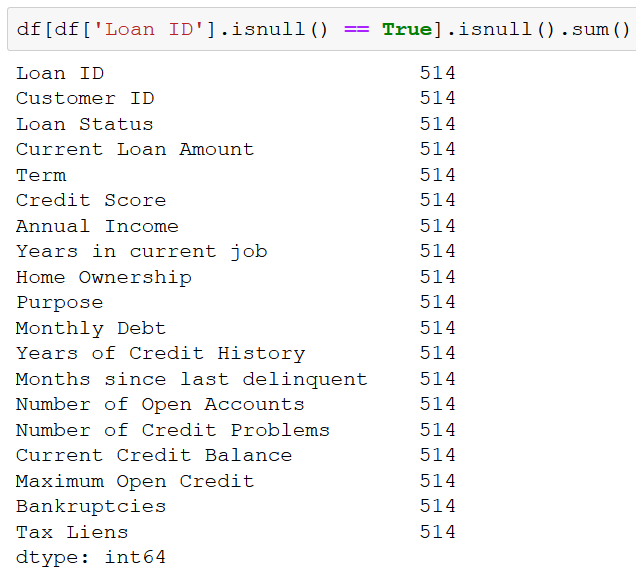 df[df['Loan ID'].isnull() == True].isnull().sum()
Loan ID 514
Customer ID 514
Loan Status 514
Current Loan Amount 514
Term 514
Credit Score 514
Annual Income 514
Years in current job 514
Home Ownership 514
Purpose 514
Monthly Debt 514
Years of Credit History 514
Months since last delinquent 514
Number of Open Accounts 514
Number of Credit Problems 514
Current Credit Balance 514
Maximum Open Credit 514
Bankruptcies 514
Tax Liens 514
dtype: int64